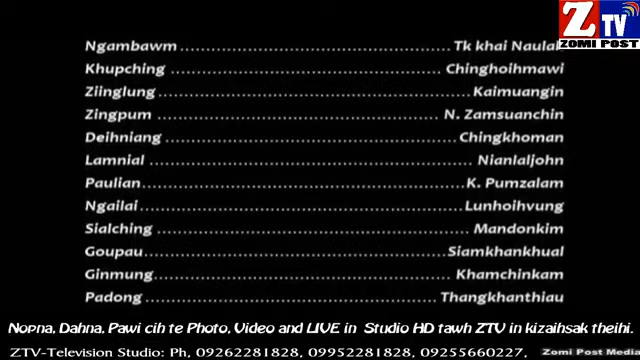 Z TV
ZOMI POST
Ngambawm ........................................ Tk khai Naulak
Khupching ........................................ Chinghoihmawi
Ziinglung ........................................ Kaimuangin
Zingpum ........................................ N. Zamsuanchin
Deihniang ........................................ Chingkhoman
Lamnial ........................................ Nianlaljohn
Paulian ........................................ K. Pumzalam
Ngailai ........................................ Lunhoihvung
Sialching ........................................ Mandonkim
Goupau ........................................ Siamkhankhual
Ginmung ........................................ Khamchinkam
Padong ........................................ Thangkhanthiau
Nopna, Dahna, Pawi cih te Photo, Video and LIVE in Studio HD tawh ZTV in kizaihsak theihi.
ZTV-Television Studio: Ph, 09262281828, 09952281828, 09255660227,
Zomi Post Media